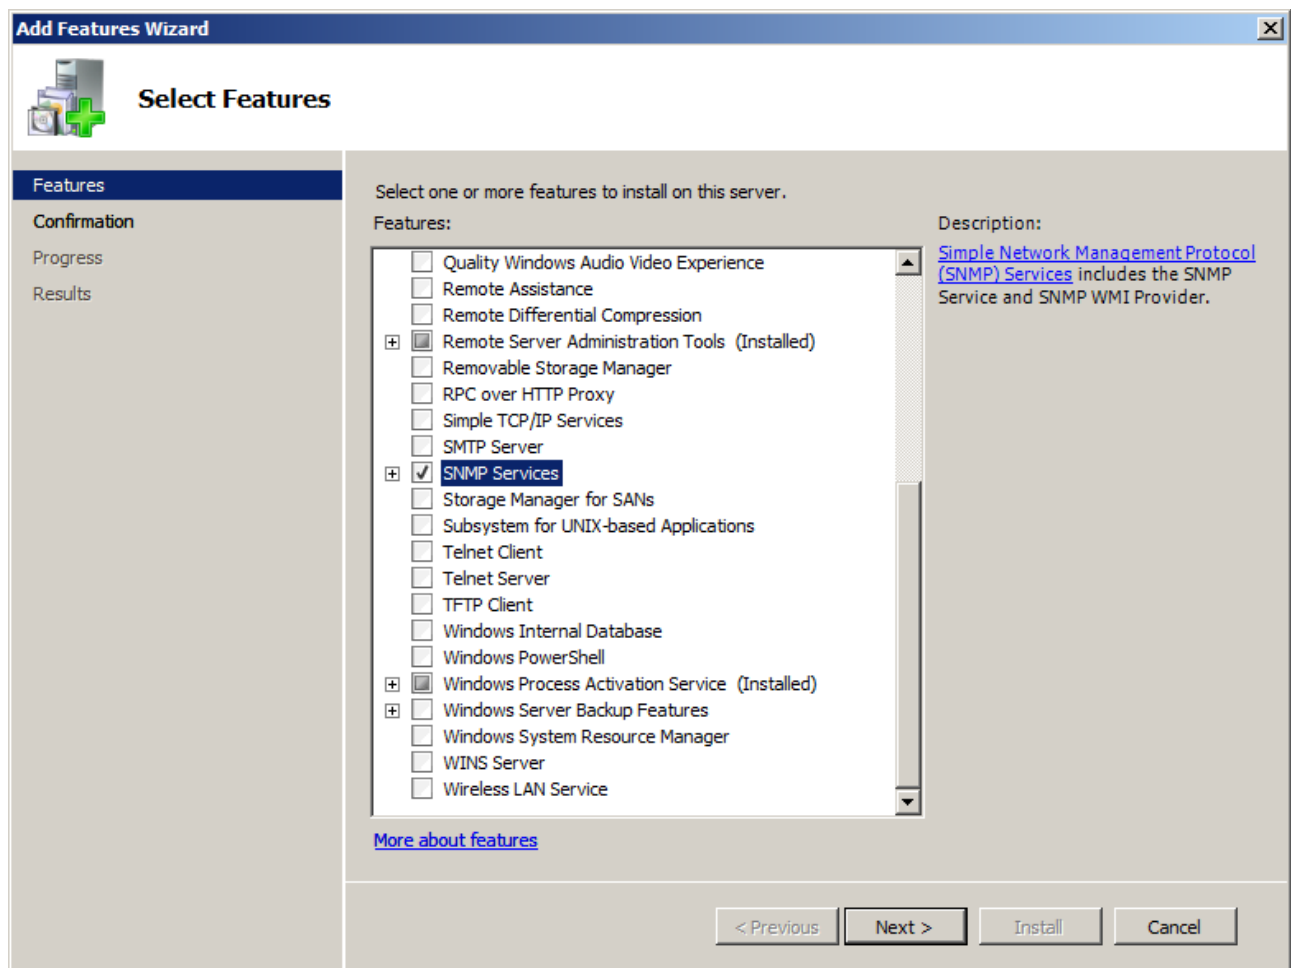 Add Features Wizard
Select Features
Features
Confirmation
Progress
Results
Select one or more features to install on this server.
Features:
Quality Windows Audio Video Experience
Remote Assistance
Remote Differential Compression
Remote Server Administration Tools (Installed)
Removable Storage Manager
RPC over HTTP Proxy
Simple TCP/IP Services
SMTP Server
SNMP Services
Storage Manager for SANs
Subsystem for UNIX-based Applications
Telnet Client
Telnet Server
TFTP Client
Windows Internal Database
Windows PowerShell
Windows Process Activation Service (Installed)
Windows Server Backup Features
Windows System Resource Manager
WINS Server
Wireless LAN Service
More about features
Description:
Simple Network Management Protocol
(SNMP) Services includes the SNMP
Service and SNMP WMI Provider.
< Previous
Next >
Install
Cancel